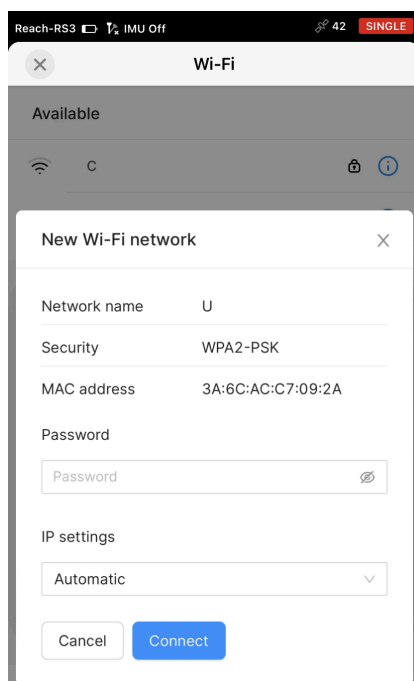 Reach-RS3 IMU Off 42 SINGLE
Wi-Fi
Available
C
New Wi-Fi network
Network name U
Security WPA2-PSK
MAC address 3A:6C:AC:C7:09:2A
Password
Password
IP settings
Automatic
Cancel Connect